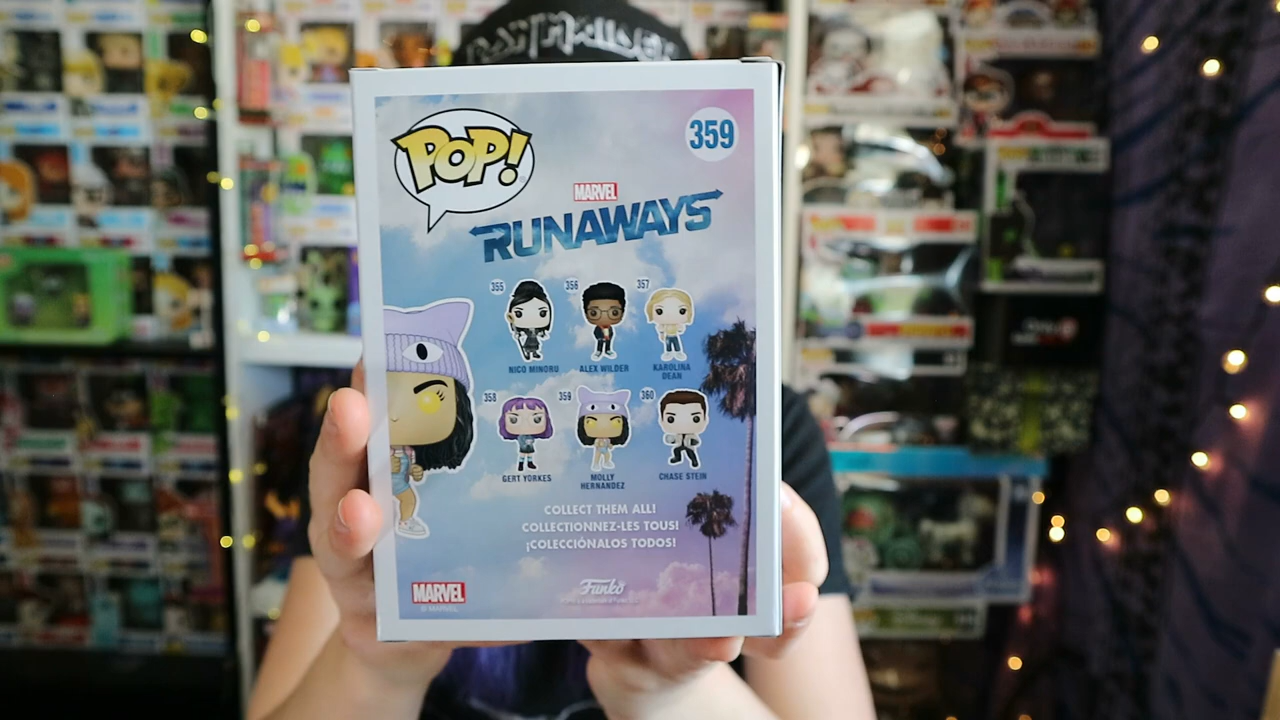 POP!
359
MARVEL
RUNAWAYS
355 356 357
NICO MINORU ALEX WILDER KAROLINA DEAN
358 359 360
GERT YORKES MOLLY HERNANDEZ CHASE STEIN
COLLECT THEM ALL!
COLLECTIONNEZ-LES TOUS!
¡COLECCIÓNALOS TODOS!
MARVEL
© MARVEL
Funko